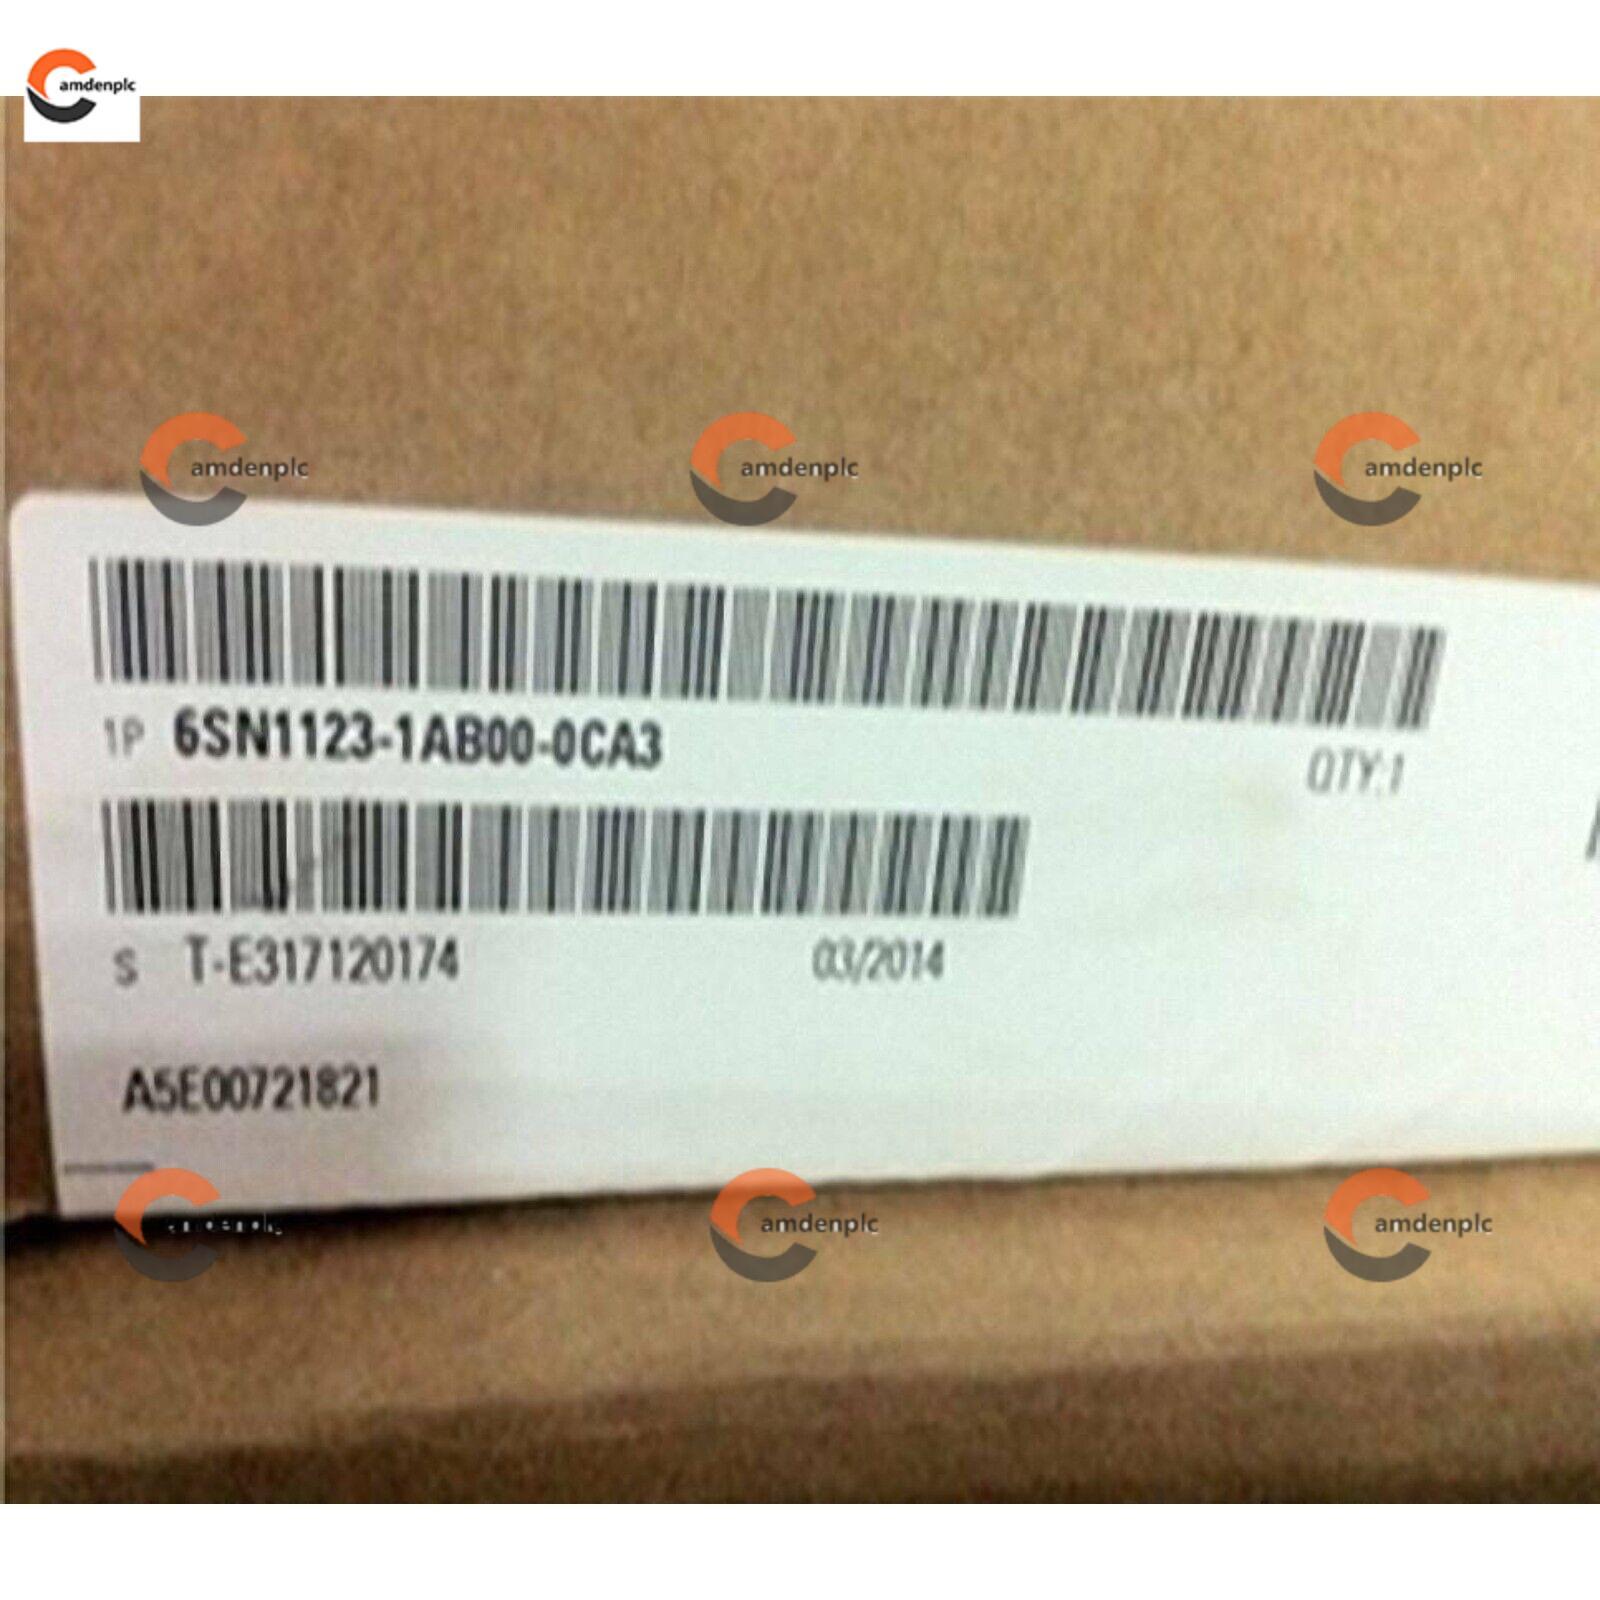 amdenplc
amdenplc amdenplc amdenplc
1P 6SN1123-1AB00-0CA3 QTY:1
S T-E317120174 03/2014
A5E00721821
amdenplc amdenplc